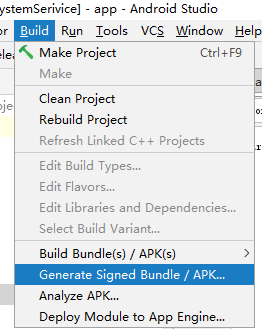 ystemSerivice] - app - Android Studio
or Build Run Tools VCS Window Help
Make Project Ctrl+F9
Make
Clean Project
Rebuild Project
Refresh Linked C++ Projects
Edit Build Types...
Edit Flavors...
Edit Libraries and Dependencies...
Select Build Variant...
Build Bundle(s) / APK(s)
Generate Signed Bundle / APK...
Analyze APK...
Deploy Module to App Engine...